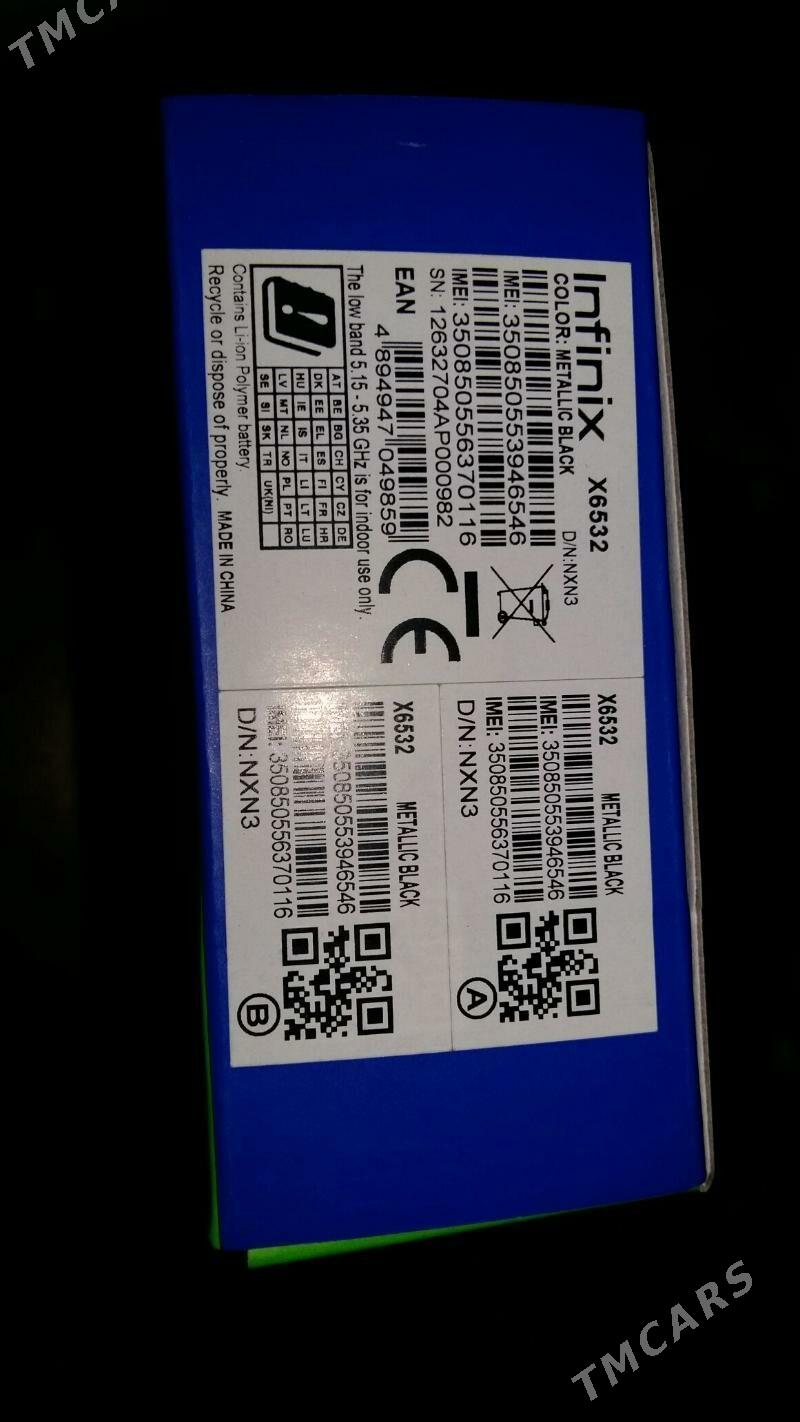 TMCA
Infinix X6532
COLOR: METALLIC BLACK D/N:NXN3
IMEI: 350850553946546
IMEI: 350850556370116
SN: 12632704AP000982
EAN
4 894947 049859
CE
The low band 5.15 - 5.35 GHz is for indoor use only.
AT BE BG CH CY CZ DE
DK EE EL ES FI FR HR
HU IE IS IT LI LT LU
LV MT NL NO PL PT RO
SE SI SK TR UK(NI)
Contains Li-ion Polymer battery.
Recycle or dispose of properly. MADE IN CHINA
X6532 METALLIC BLACK
IMEI: 350850553946546
IMEI: 350850556370116
D/N:NXN3
A
X6532 METALLIC BLACK
IMEI: 350850553946546
IMEI: 350850556370116
D/N:NXN3
B
TMCARS